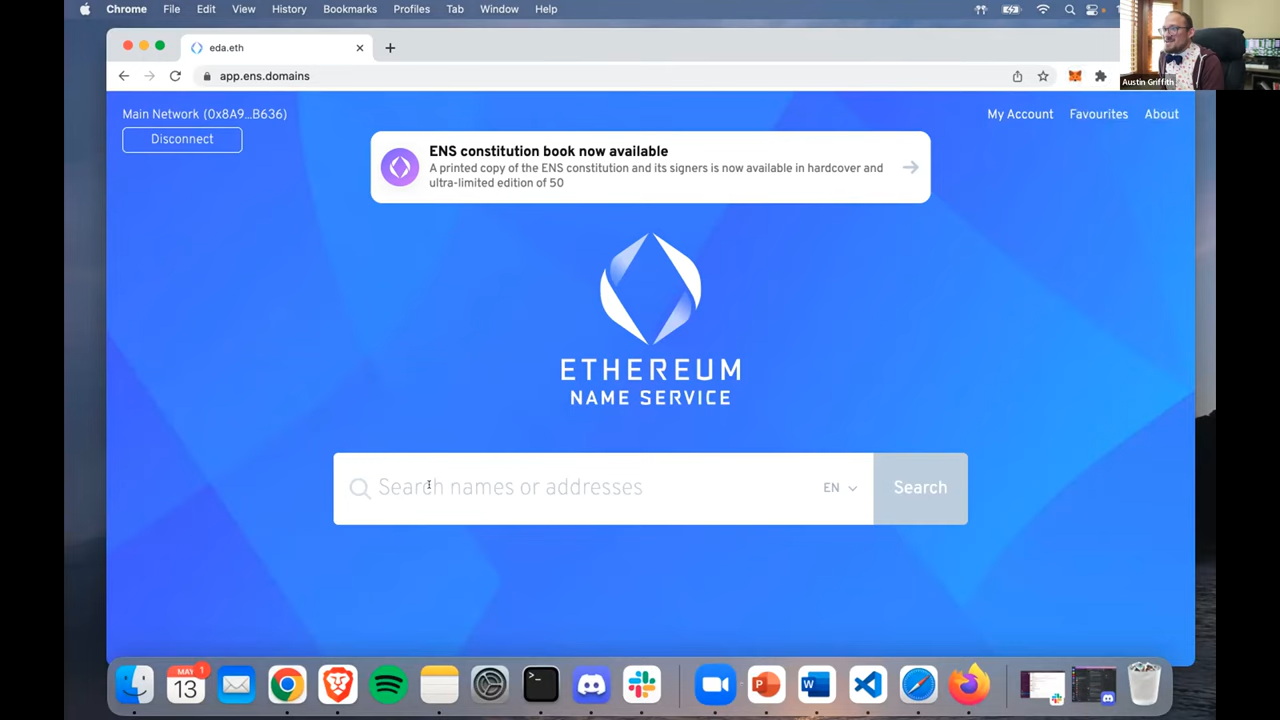 Chrome File Edit View History Bookmarks Profiles Tab Window Help
Austin Griffith
eda.eth
app.ens.domains
Main Network (0x8A9...B636)
Disconnect
My Account Favourites About
ENS constitution book now available
A printed copy of the ENS constitution and its signers is now available in hardcover and
ultra-limited edition of 50
ETHEREUM
NAME SERVICE
Search names or addresses
EN
Search
MAY 1
13
>_
P
W